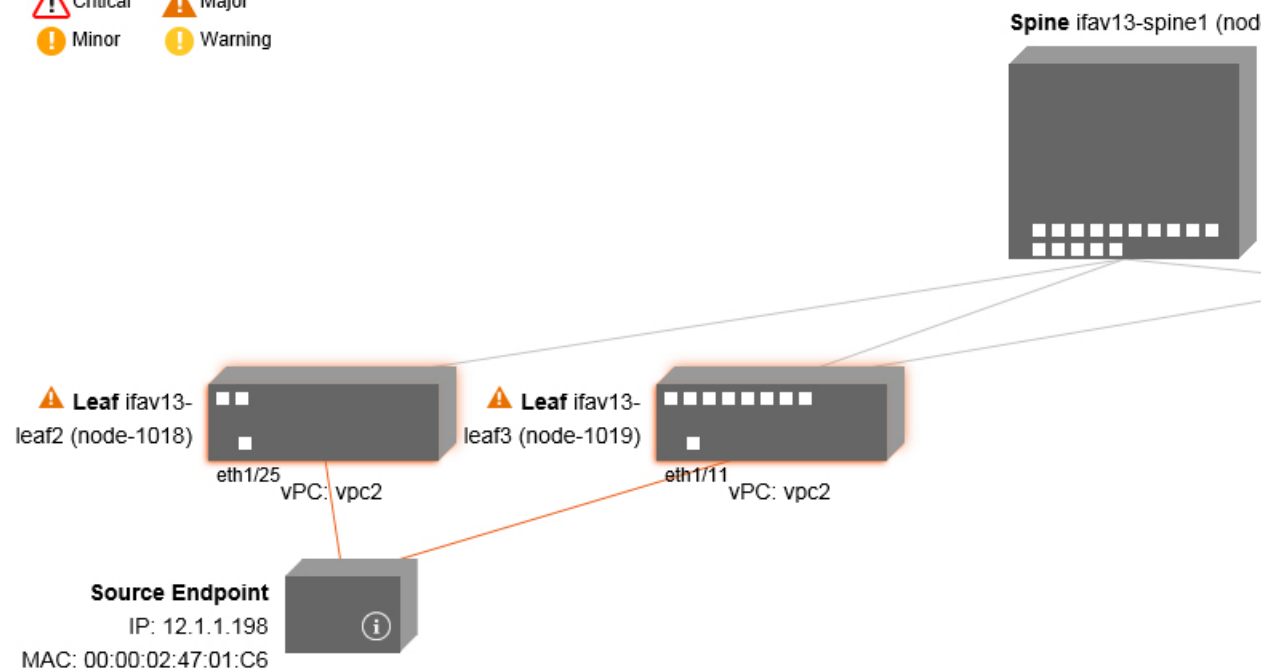 Critical Major
Minor Warning
Spine ifav13-spine1 (nod
Leaf ifav13-
leaf2 (node-1018)
eth1/25
vPC: vpc2
Leaf ifav13-
leaf3 (node-1019)
eth1/11
vPC: vpc2
Source Endpoint
IP: 12.1.1.198
MAC: 00:00:02:47:01:C6